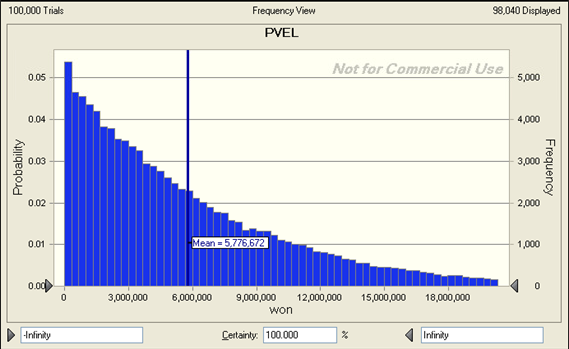 100,000 Trials Frequency View 98,040 Displayed
PVEL
Not for Commercial Use
0.05 5,000
0.04 4,000
0.03 3,000
0.02 2,000
0.01 1,000
0.00 0
Probability
Frequency
Mean = 5,776,672
0 3,000,000 6,000,000 9,000,000 12,000,000 15,000,000 18,000,000
won
-Infinity Certainty: 100.000 % Infinity